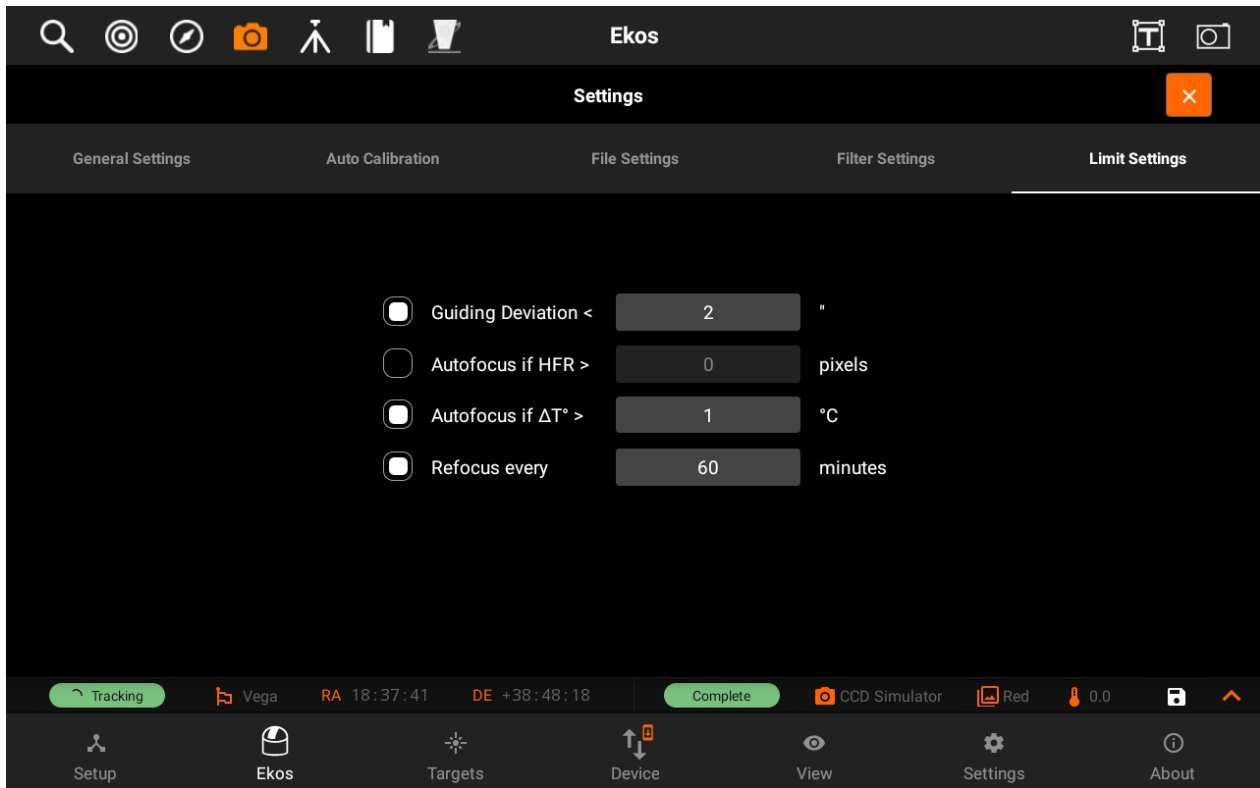 Ekos
Settings
General Settings Auto Calibration File Settings Filter Settings Limit Settings
Guiding Deviation < 2 "
Autofocus if HFR > 0 pixels
Autofocus if ΔT° > 1 °C
Refocus every 60 minutes
Tracking Vega RA 18:37:41 DE +38:48:18 Complete CCD Simulator Red 0.0
Setup Ekos Targets Device View Settings About